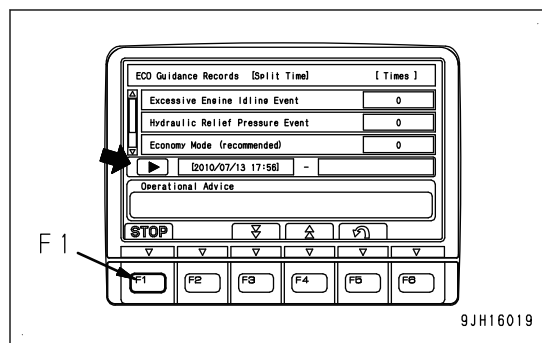 ECO Guidance Records [Split Time] [ Times ]
Excessive Engine Idling Event 0
Hydraulic Relief Pressure Event 0
Economy Mode (recommended) 0
[2010/07/13 17:56] -
Operational Advice
STOP
F1
F1 F2 F3 F4 F5 F6
9JH16019